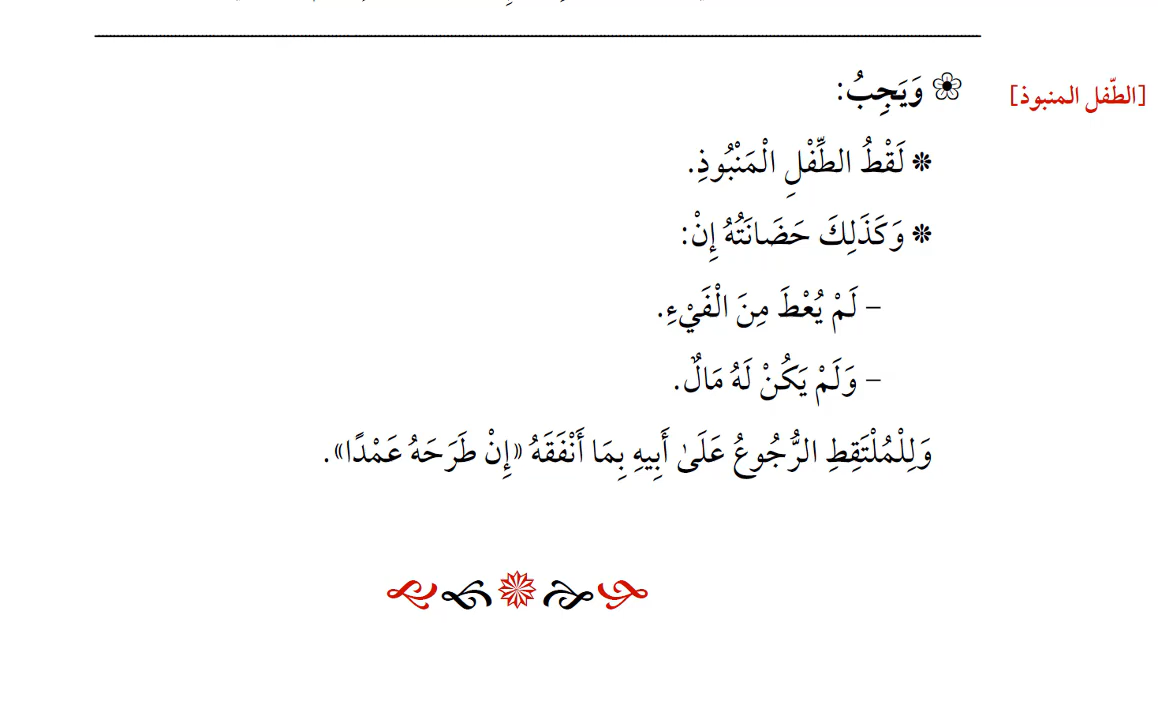 [الطّفل المنبوذ]
وَيَجِبُ:
* لَقْطُ الطِّفْلِ الْمَنْبُوذِ.
* وَكَذَلِكَ حَضَانَتُهُ إِنْ:
– لَمْ يُعْطَ مِنَ الْفَيْءِ.
– وَلَمْ يَكُنْ لَهُ مَالٌ.
وَلِلْمُلْتَقِطِ الرُّجُوعُ عَلَىٰ أَبِيهِ بِمَا أَنْفَقَهُ «إِنْ طَرَحَهُ عَمْدًا».